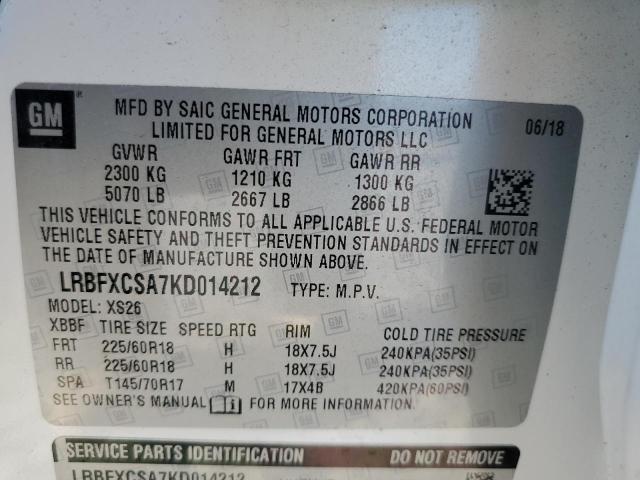 GM
MFD BY SAIC GENERAL MOTORS CORPORATION
LIMITED FOR GENERAL MOTORS LLC
06/18
GVWR GAWR FRT GAWR RR
2300 KG 1210 KG 1300 KG
5070 LB 2667 LB 2866 LB
THIS VEHICLE CONFORMS TO ALL APPLICABLE U.S. FEDERAL MOTOR
VEHICLE SAFETY AND THEFT PREVENTION STANDARDS IN EFFECT ON
THE DATE OF MANUFACTURE SHOWN ABOVE.
LRBFXCSA7KD014212 TYPE: M.P.V.
MODEL: XS26
XBBF TIRE SIZE SPEED RTG RIM COLD TIRE PRESSURE
FRT 225/60R18 H 18X7.5J 240KPA(35PSI)
RR 225/60R18 H 18X7.5J 240KPA(35PSI)
SPA T145/70R17 M 17X4B 420KPA(60PSI)
SEE OWNER'S MANUAL FOR MORE INFORMATION.
SERVICE PARTS IDENTIFICATION DO NOT REMOVE
LRBFXCSA7KD014212